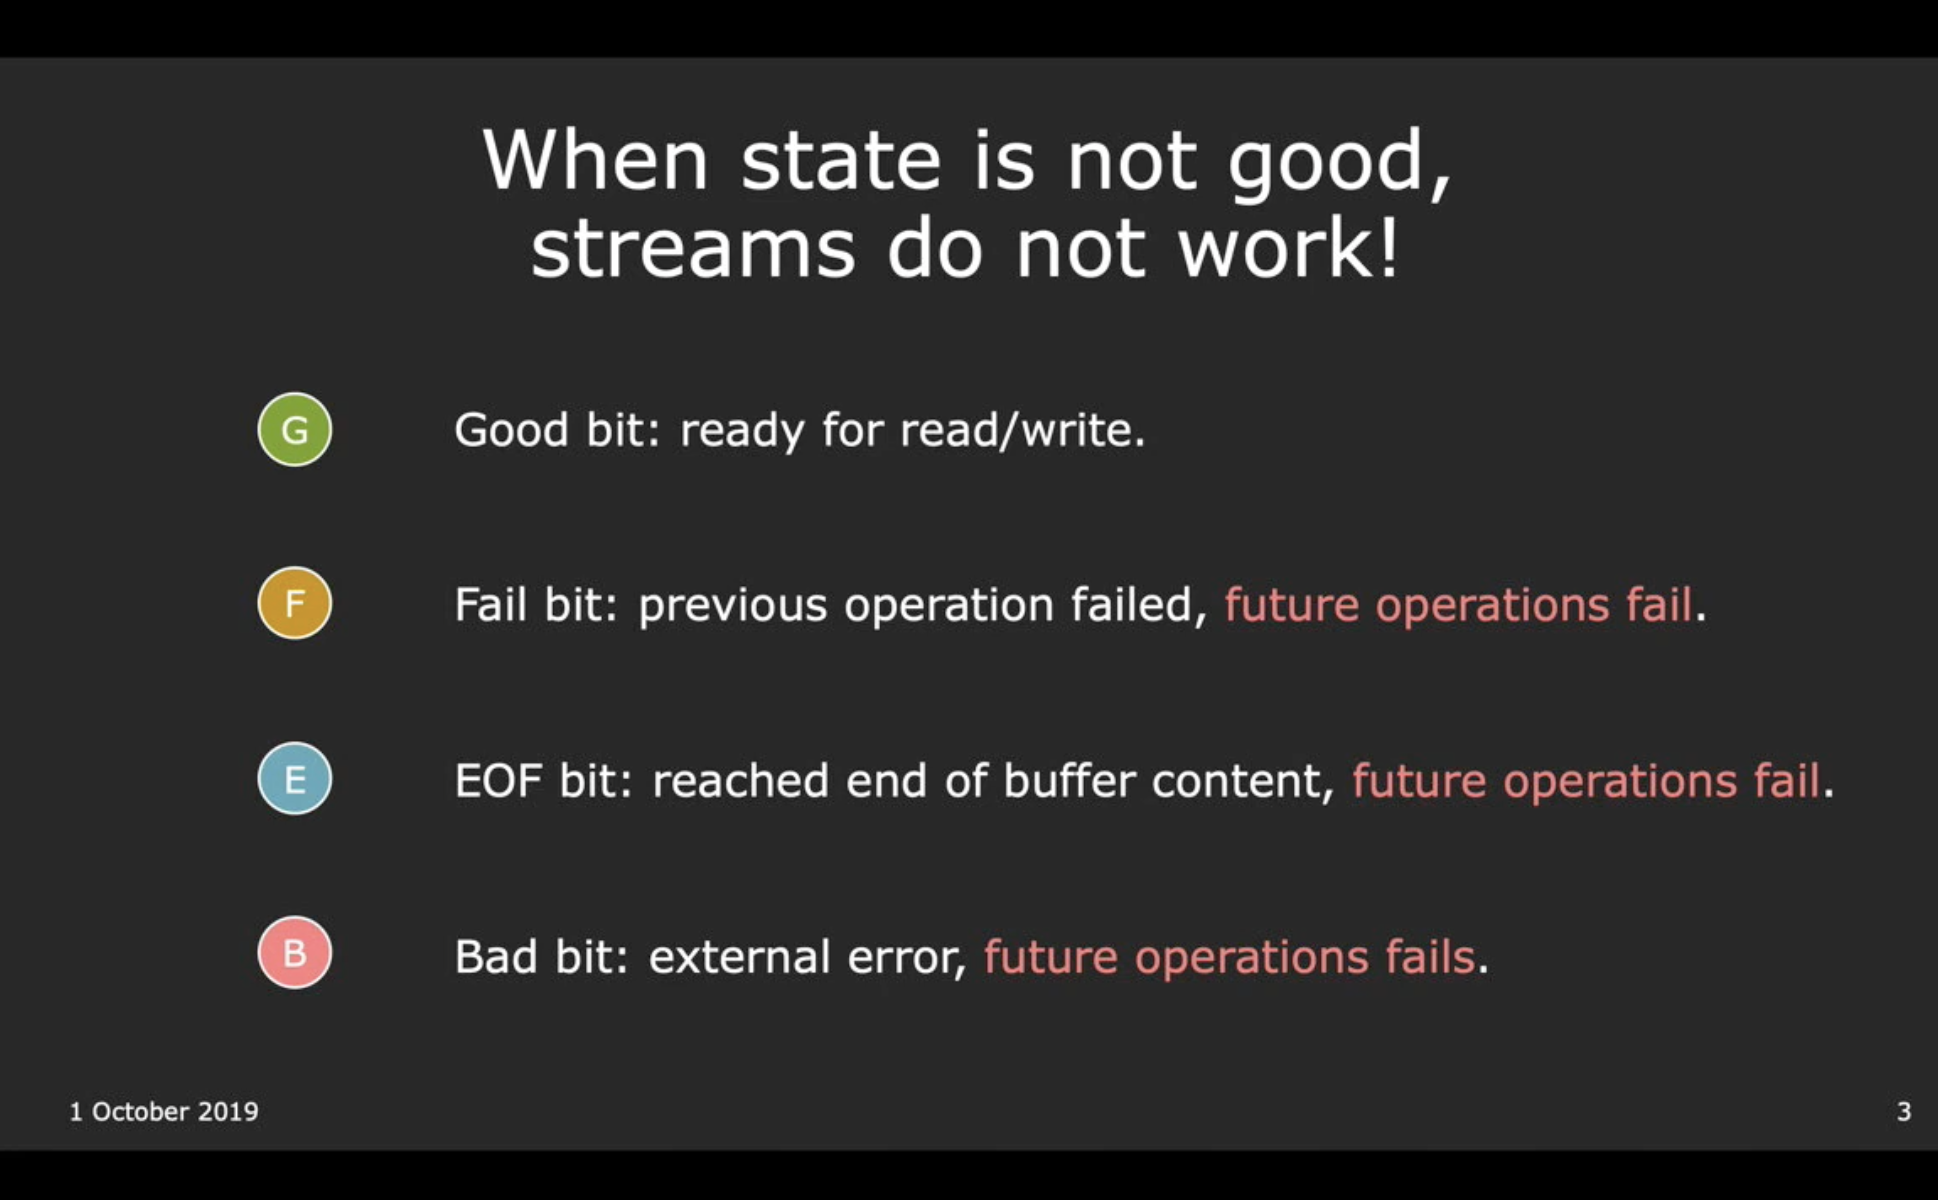 When state is not good,
streams do not work!
G Good bit: ready for read/write.
F Fail bit: previous operation failed, future operations fail.
E EOF bit: reached end of buffer content, future operations fail.
B Bad bit: external error, future operations fails.
1 October 2019 3